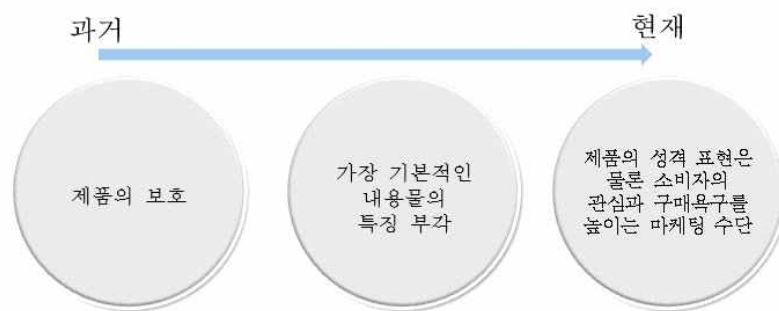 과거
현재
제품의 보호
가장 기본적인
내용물의
특징 부각
제품의 성격 표현은
물론 소비자의
관심과 구매욕구를
높이는 마케팅 수단